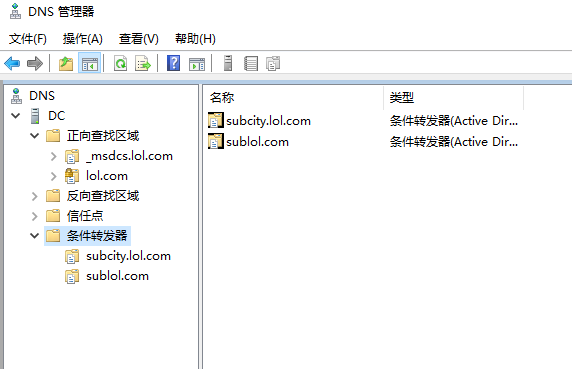 DNS 管理器
文件(F) 操作(A) 查看(V) 帮助(H)
DNS
DC
正向查找区域
_msdcs.lol.com
lol.com
反向查找区域
信任点
条件转发器
subcity.lol.com
sublol.com
名称 类型
subcity.lol.com 条件转发器(Active Dir...
sublol.com 条件转发器(Active Dir...